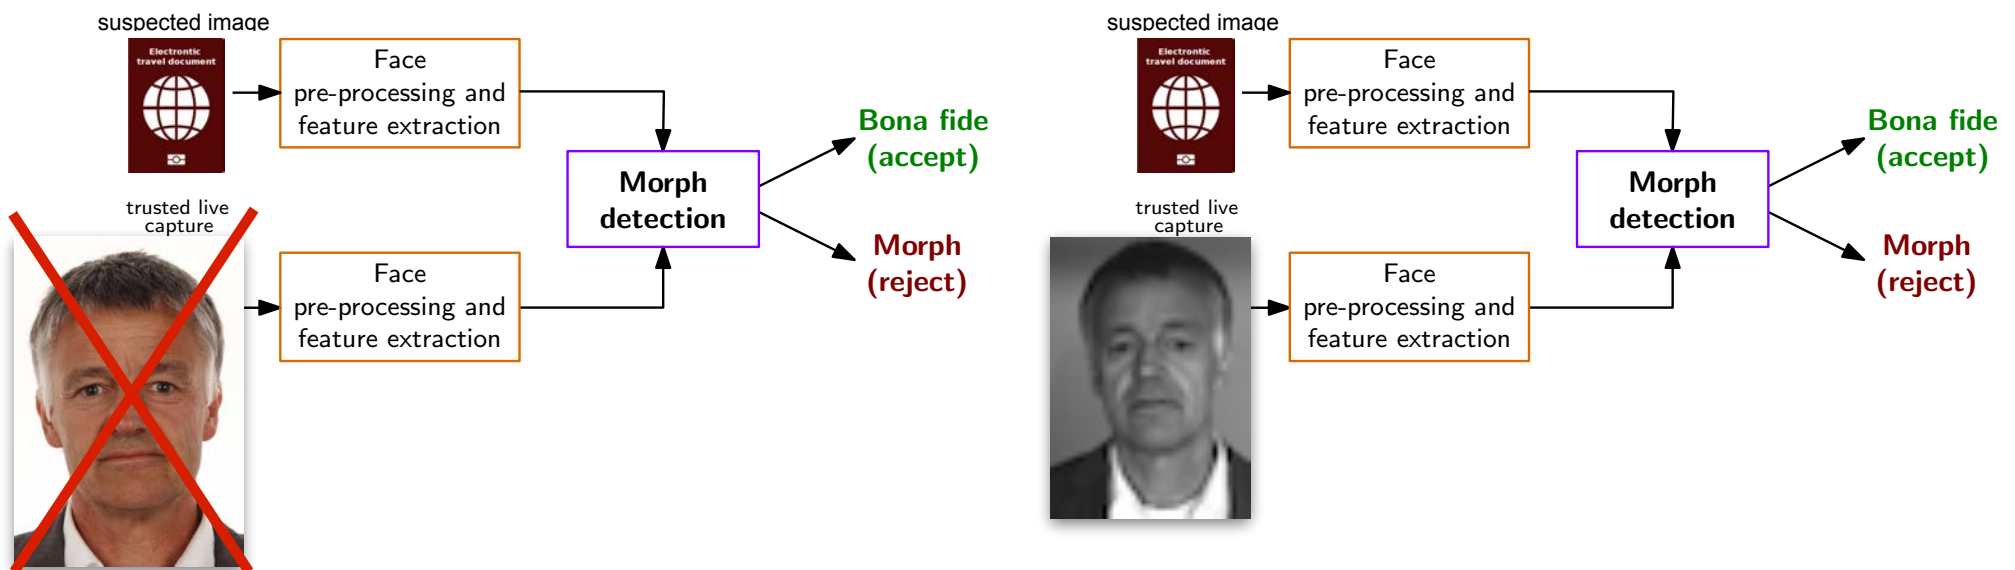 suspected image
Electrontic
travel document
Face
pre-processing and
feature extraction
trusted live
capture
Face
pre-processing and
feature extraction
Morph
detection
Bona fide
(accept)
Morph
(reject)
suspected image
Electrontic
travel document
Face
pre-processing and
feature extraction
trusted live
capture
Face
pre-processing and
feature extraction
Morph
detection
Bona fide
(accept)
Morph
(reject)